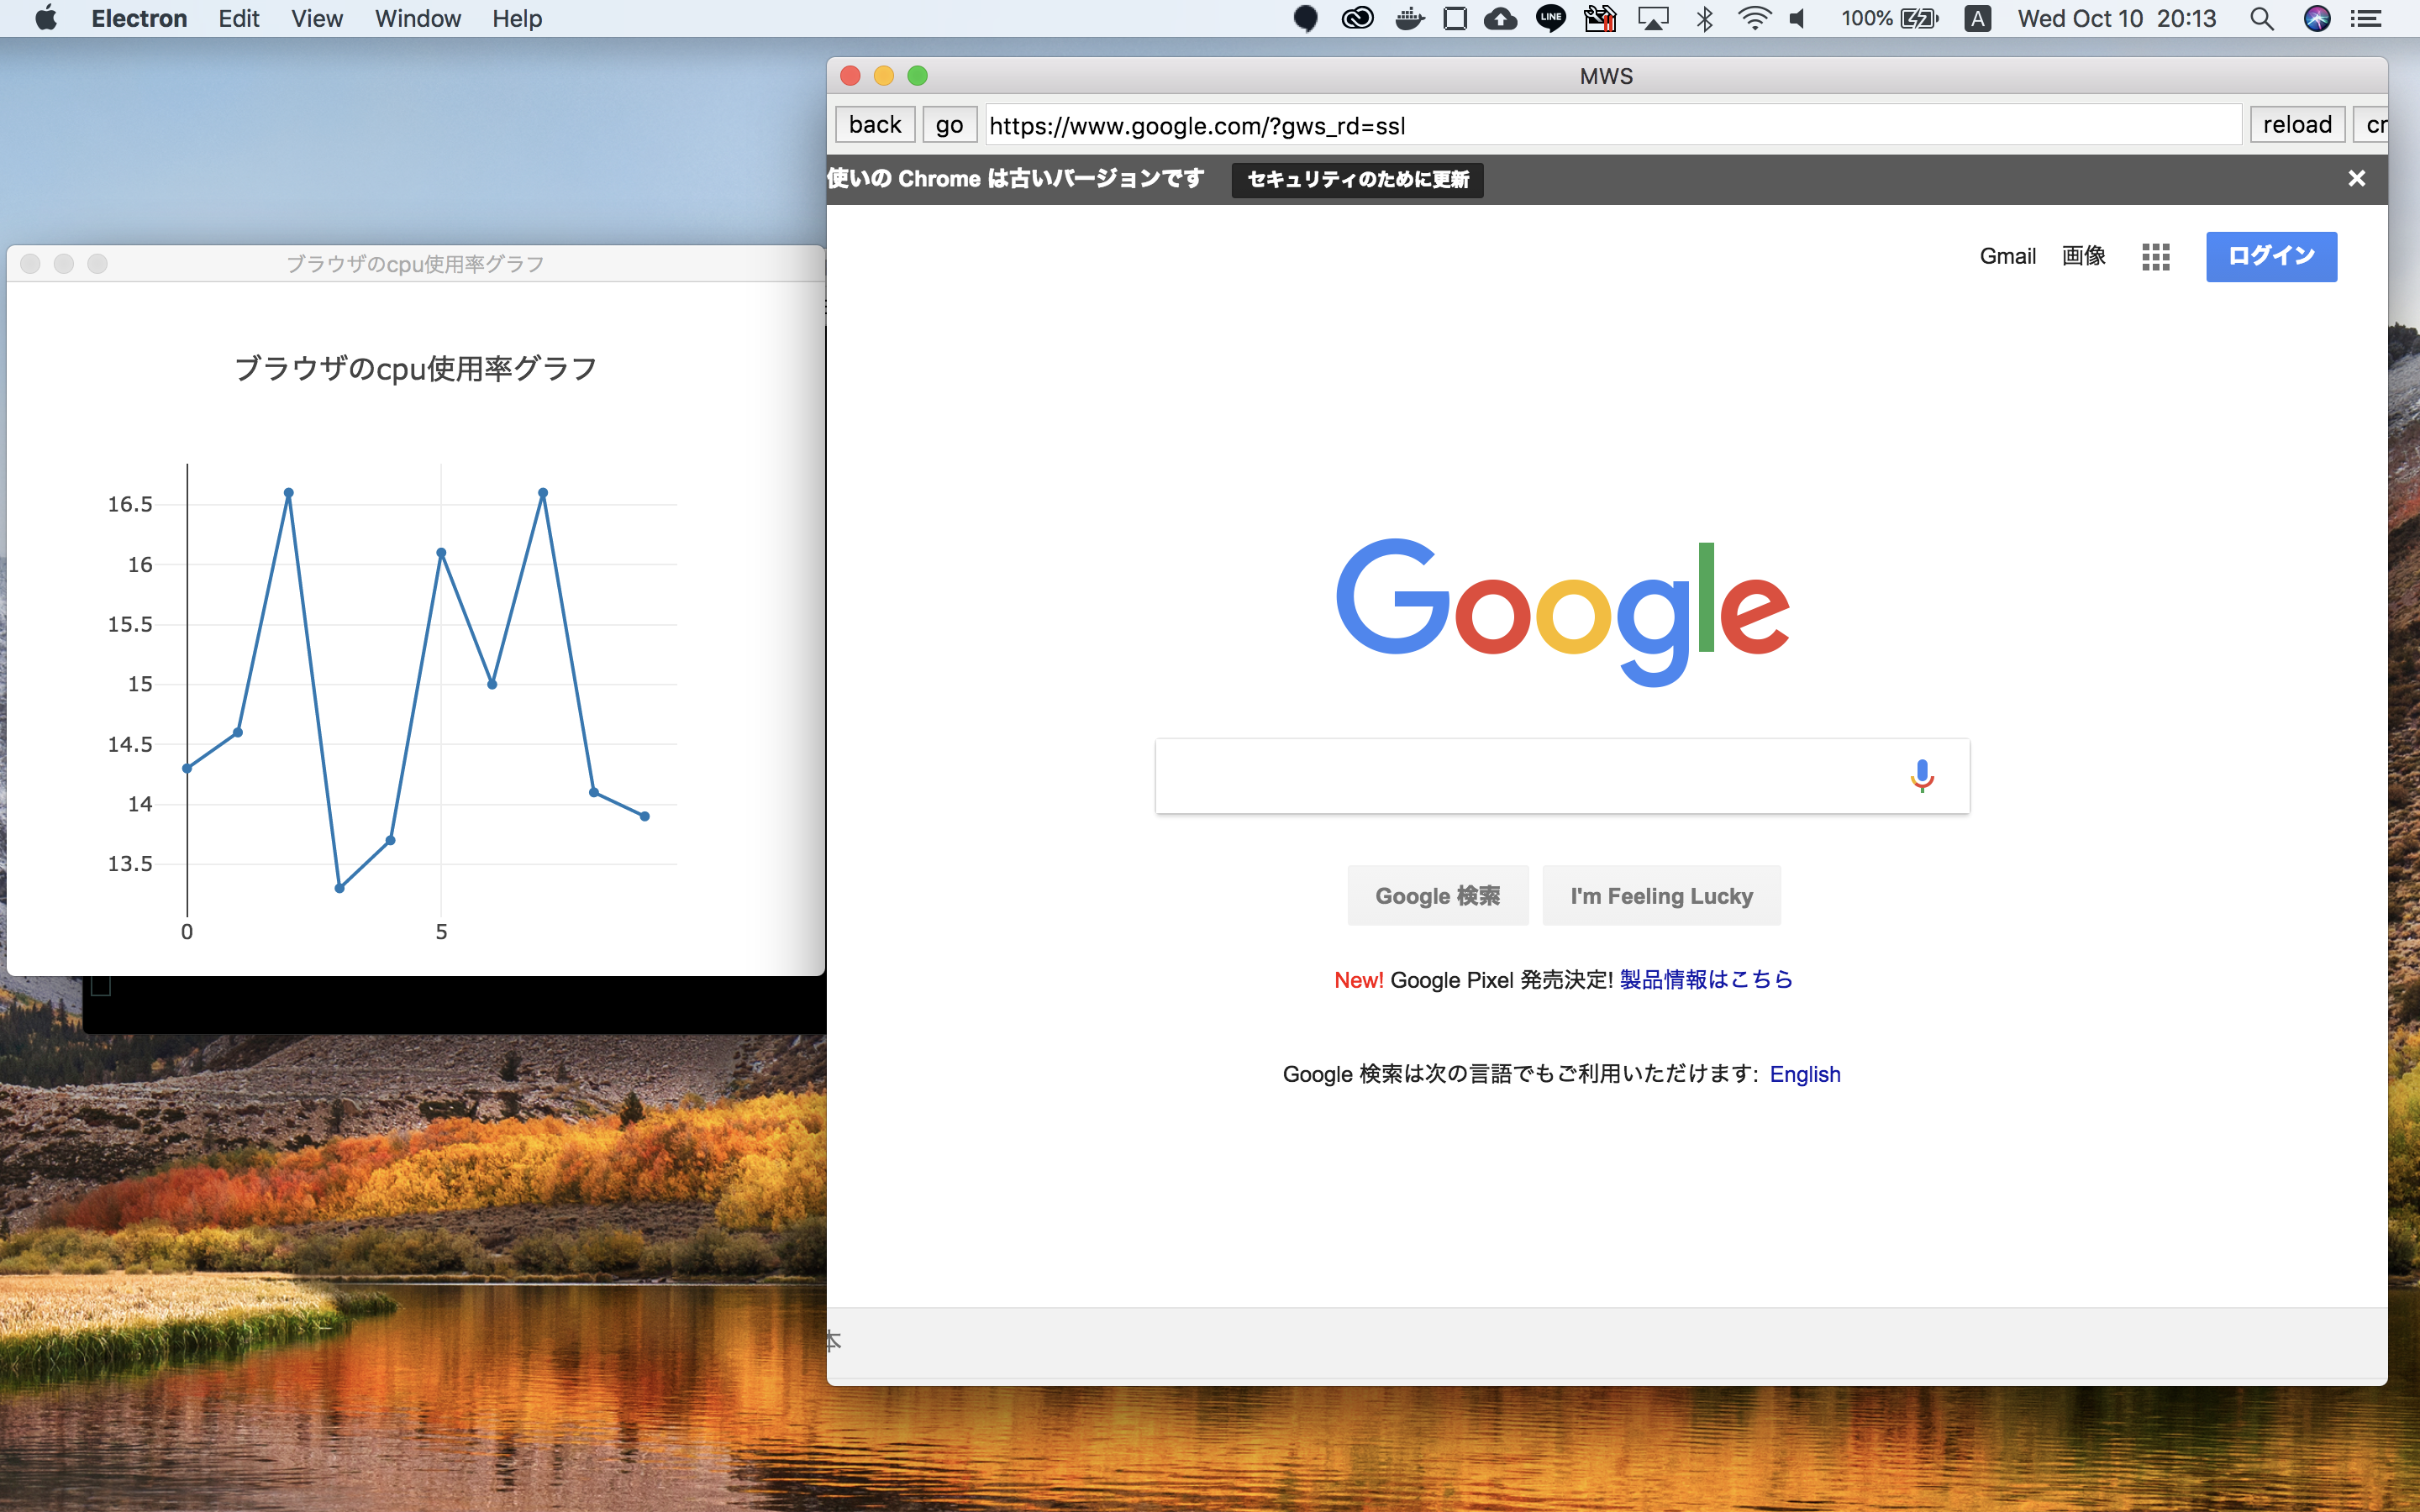 Electron Edit View Window Help
LINE 100% A Wed Oct 10 20:13
MWS
back go https://www.google.com/?gws_rd=ssl reload cr
使いの Chrome は古いバージョンです セキュリティのために更新
Gmail 画像 ログイン
ブラウザのcpu使用率グラフ
ブラウザのcpu使用率グラフ
16.5
16
15.5
15
14.5
14
13.5
0 5
Google
Google 検索 I'm Feeling Lucky
New! Google Pixel 発売決定! 製品情報はこちら
Google 検索は次の言語でもご利用いただけます: English
本